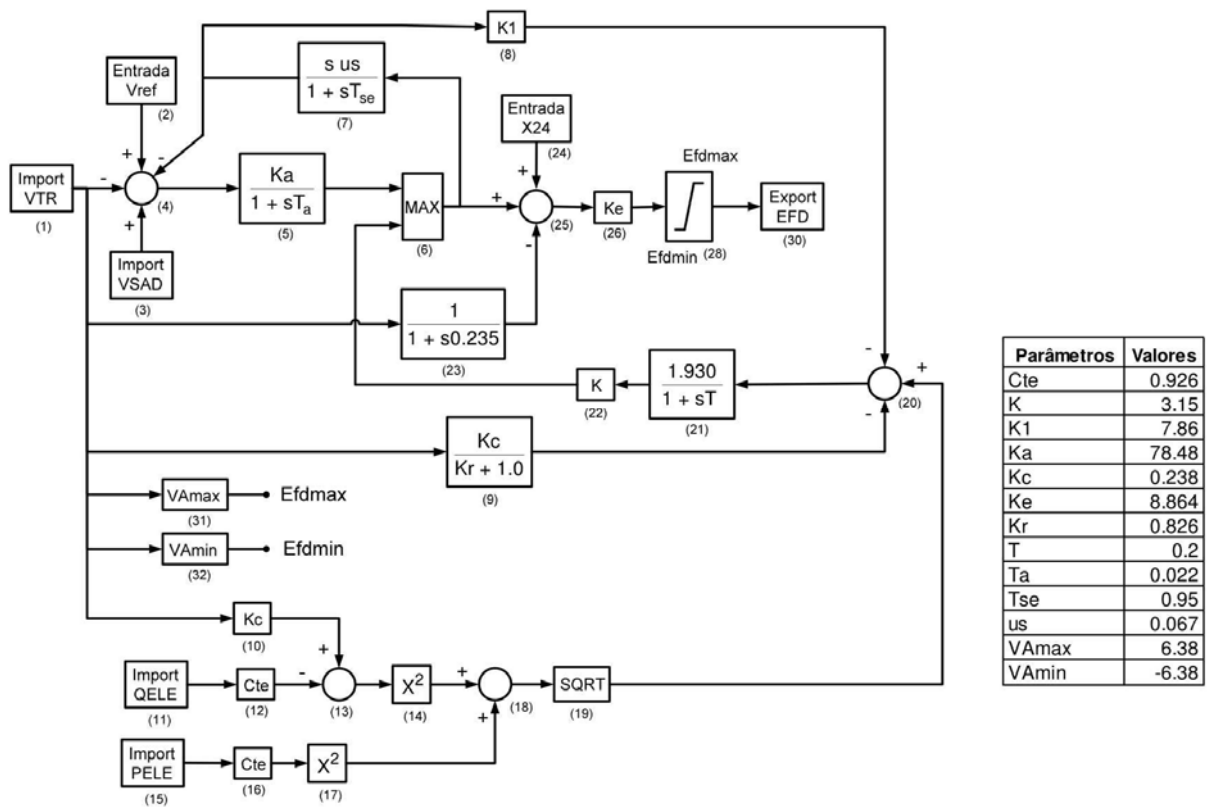 K1
(8)
s us
1 + sTse
(7)
Entrada
Vref
(2)
+
-
Entrada
X24
(24)
Import
VTR
(1)
-
(4)
+
Import
VSAD
(3)
Ka
1 + sTa
(5)
MAX
(6)
+
+
-
(25)
Ke
(26)
Efdmax
Efdmin
(28)
Export
EFD
(30)
1
1 + s0.235
(23)
K
(22)
1.930
1 + sT
(21)
-
+
-
(20)
Kc
Kr + 1.0
(9)
VAmax
(31)
Efdmax
VAmin
(32)
Efdmin
Kc
(10)
+
Import
QELE
(11)
Cte
(12)
-
(13)
X2
(14)
+
+
(18)
SQRT
(19)
Import
PELE
(15)
Cte
(16)
X2
(17)
Parâmetros Valores
Cte 0.926
K 3.15
K1 7.86
Ka 78.48
Kc 0.238
Ke 8.864
Kr 0.826
T 0.2
Ta 0.022
Tse 0.95
us 0.067
VAmax 6.38
VAmin -6.38